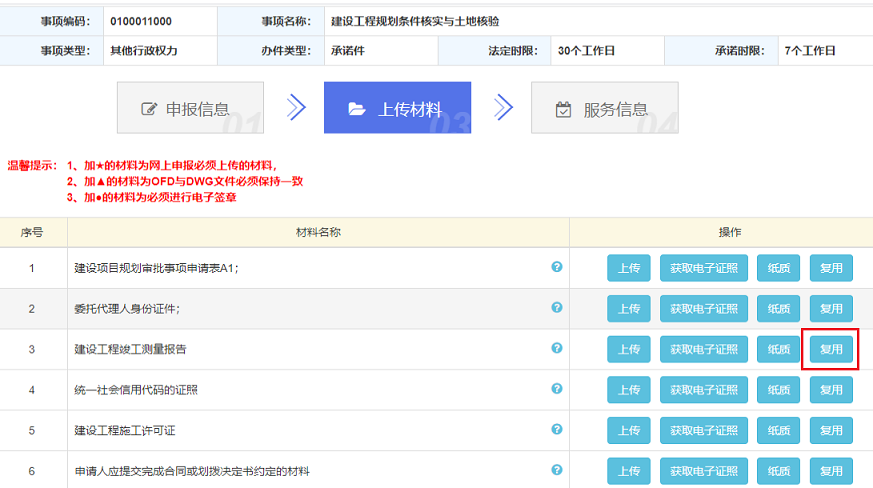 事项编码： 0100011000 事项名称： 建设工程规划条件核实与土地核验
事项类型： 其他行政权力 办件类型： 承诺件 法定时限： 30个工作日 承诺时限： 7个工作日
申报信息 01 上传材料 03 服务信息 04
温馨提示： 1、加★的材料为网上申报必须上传的材料，
2、加▲的材料为OFD与DWG文件必须保持一致
3、加●的材料为必须进行电子签章
序号 材料名称 操作
1 建设项目规划审批事项申请表A1； ? 上传 获取电子证照 纸质 复用
2 委托代理人身份证件； ? 上传 获取电子证照 纸质 复用
3 建设工程竣工测量报告 ? 上传 获取电子证照 纸质 复用
4 统一社会信用代码的证照 ? 上传 获取电子证照 纸质 复用
5 建设工程施工许可证 ? 上传 获取电子证照 纸质 复用
6 申请人应提交完成合同或划拨决定书约定的材料 ? 上传 获取电子证照 纸质 复用